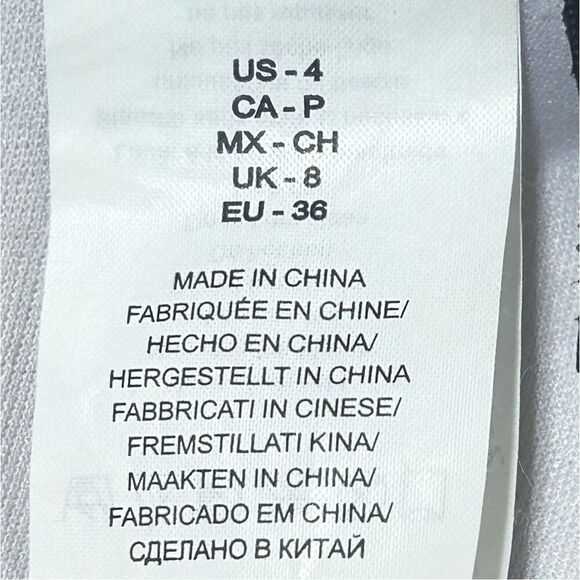 US - 4
CA - P
MX - CH
UK - 8
EU - 36
MADE IN CHINA
FABRIQUÉE EN CHINE/
HECHO EN CHINA/
HERGESTELLT IN CHINA
FABBRICATI IN CINESE/
FREMSTILLATI KINA/
MAAKTEN IN CHINA/
FABRICADO EM CHINA/
СДЕЛАНО В КИТАЙ